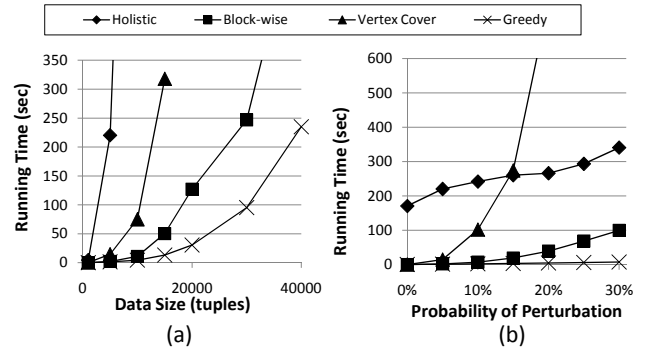 Holistic Block-wise Vertex Cover Greedy
Running Time (sec)
350
300
250
200
150
100
50
0
0 20000 40000
Data Size (tuples)
(a)
Running Time (sec)
600
500
400
300
200
100
0
0% 10% 20% 30%
Probability of Perturbation
(b)